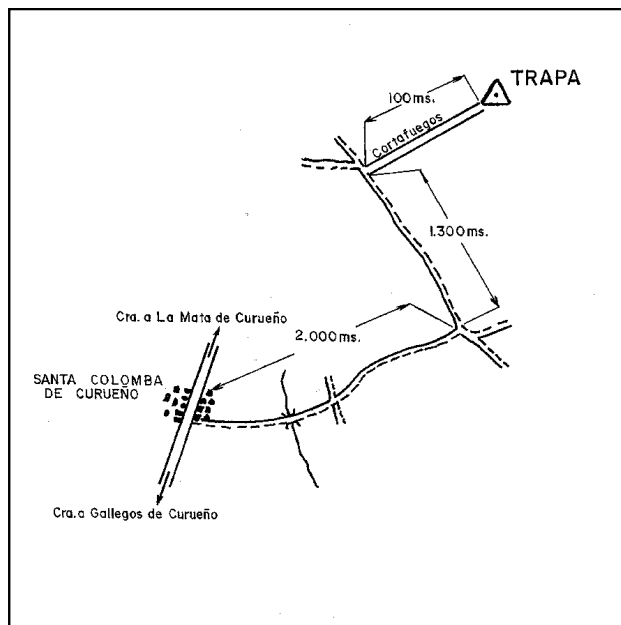 TRAPA
100ms.
Cortafuegos
1.300ms.
Cra. a La Mata de Curueño
2.000ms.
SANTA COLOMBA
DE CURUEÑO
Cra. a Gallegos de Curueño